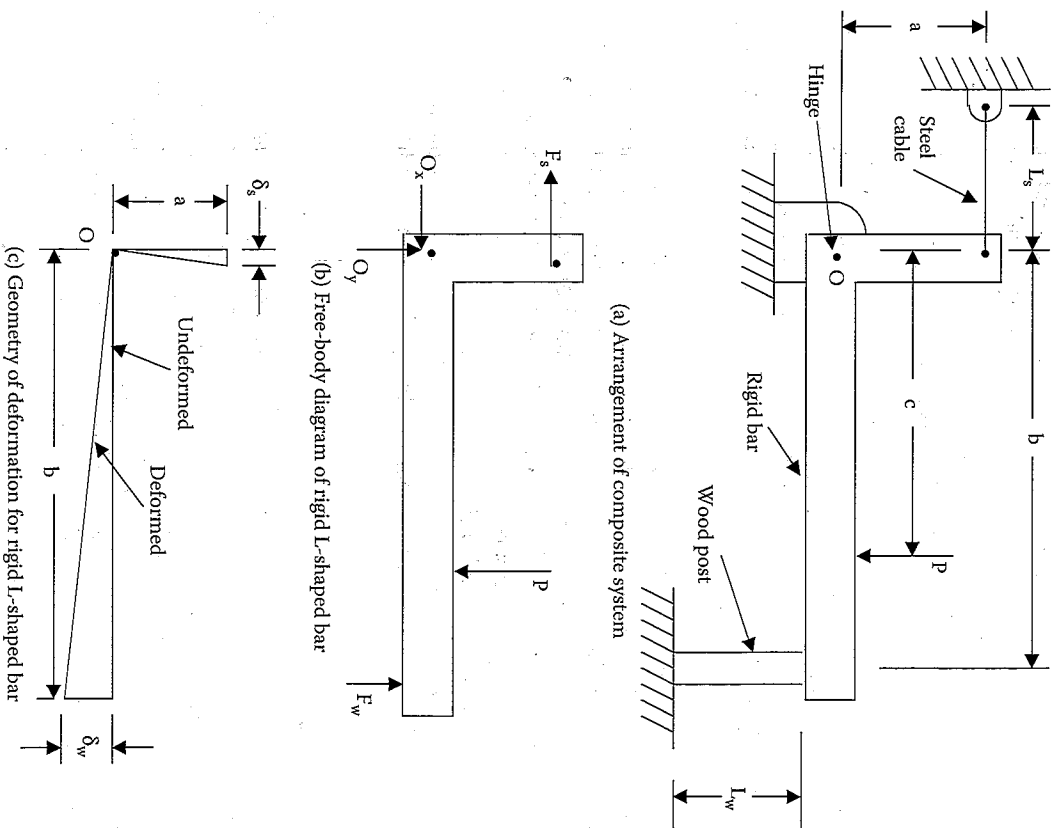 L_s
b
Steel
cable
c
P
a
Hinge
O
Rigid bar
Wood post
L_w
(a) Arrangement of composite system
F_s
O_x
O_y
P
F_w
(b) Free-body diagram of rigid L-shaped bar
δ_s
a
O
Undeformed
Deformed
b
δ_w
(c) Geometry of deformation for rigid L-shaped bar